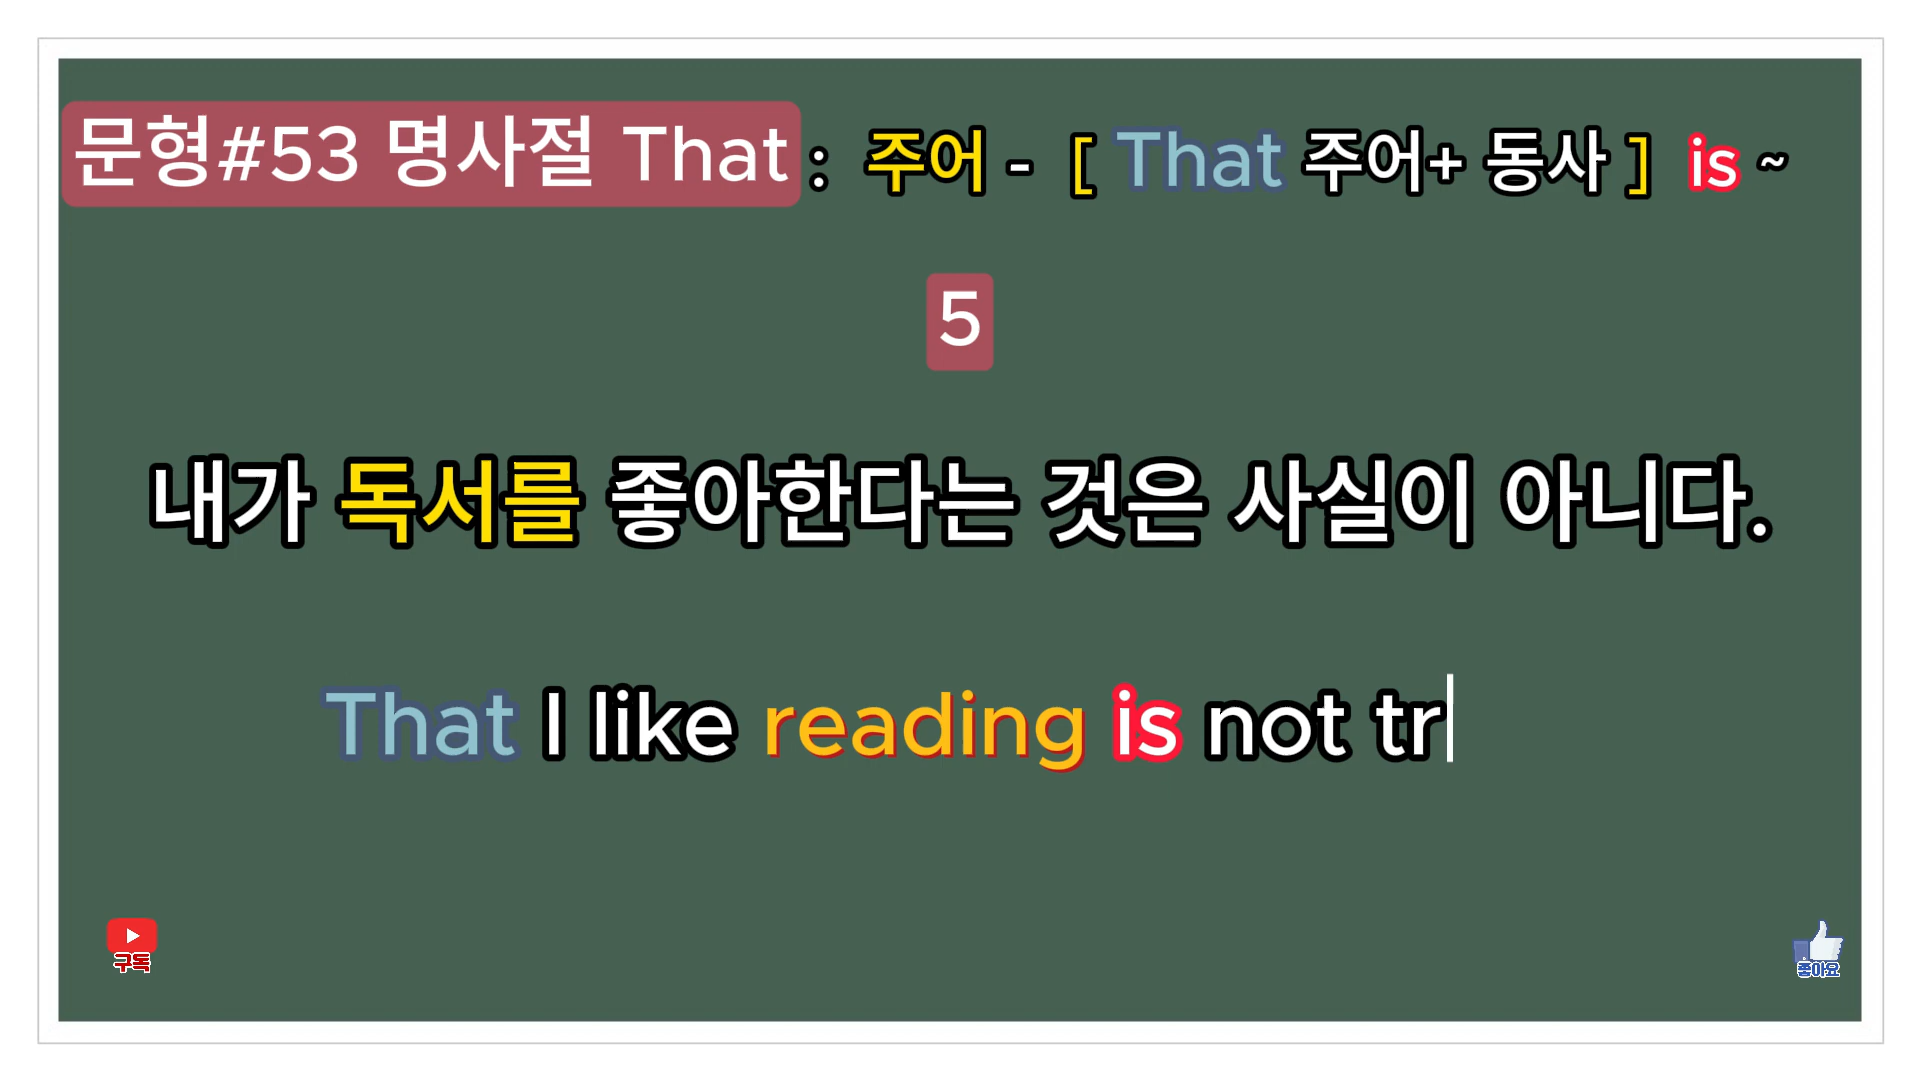 문형#53 명사절 That : 주어 - [ That 주어+ 동사 ] is ~
5
내가 독서를 좋아한다는 것은 사실이 아니다.
That I like reading is not tr
구독
좋아요